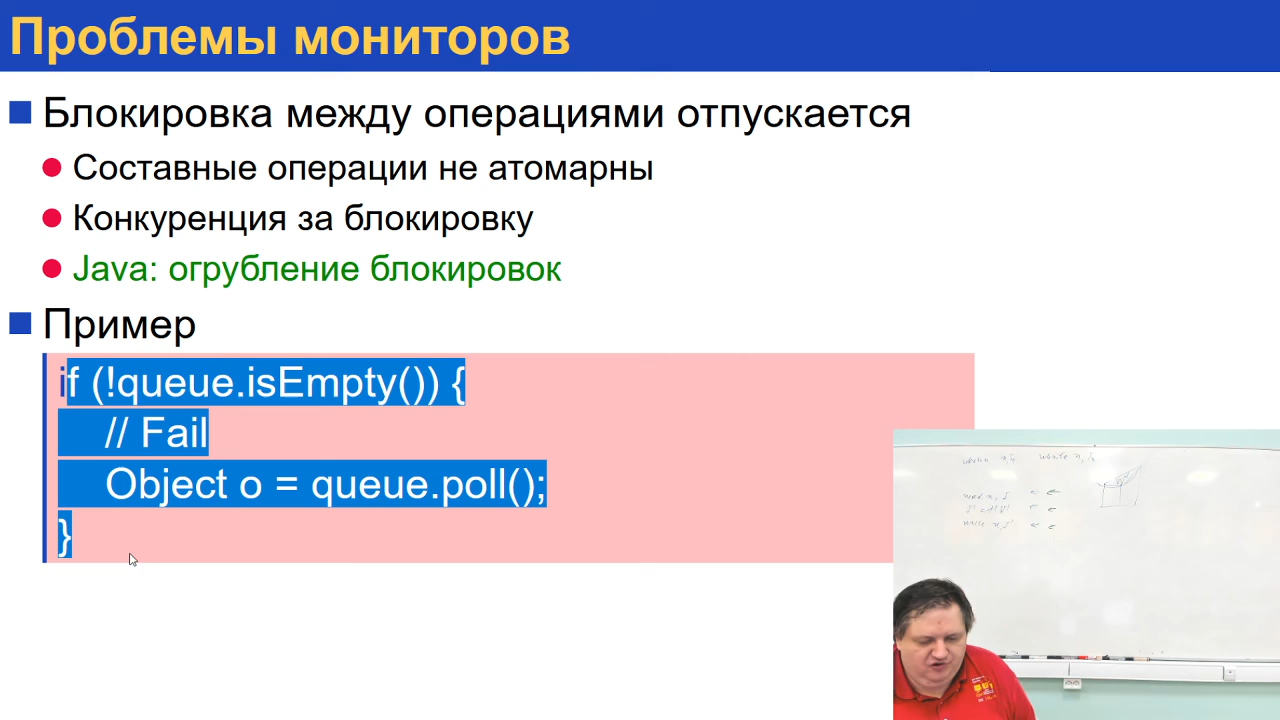 Проблемы мониторов
Блокировка между операциями отпускается
Составные операции не атомарны
Конкуренция за блокировку
Java: огрубление блокировок
Пример
if (!queue.isEmpty()) {
// Fail
Object o = queue.poll();
}